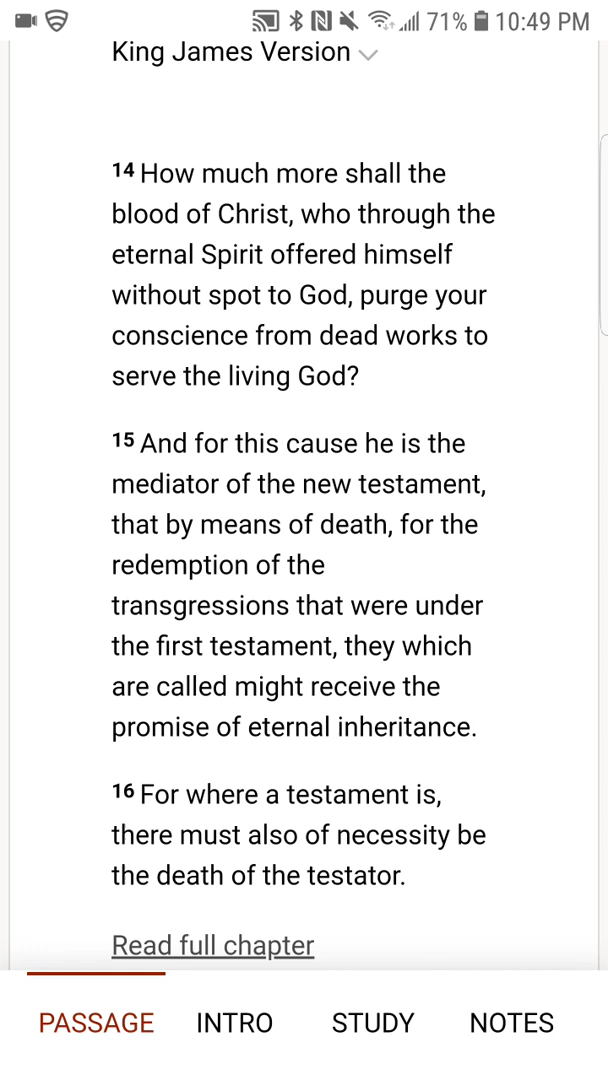 71% 10:49 PM
King James Version
14 How much more shall the
blood of Christ, who through the
eternal Spirit offered himself
without spot to God, purge your
conscience from dead works to
serve the living God?
15 And for this cause he is the
mediator of the new testament,
that by means of death, for the
redemption of the
transgressions that were under
the first testament, they which
are called might receive the
promise of eternal inheritance.
16 For where a testament is,
there must also of necessity be
the death of the testator.
Read full chapter
PASSAGE INTRO STUDY NOTES